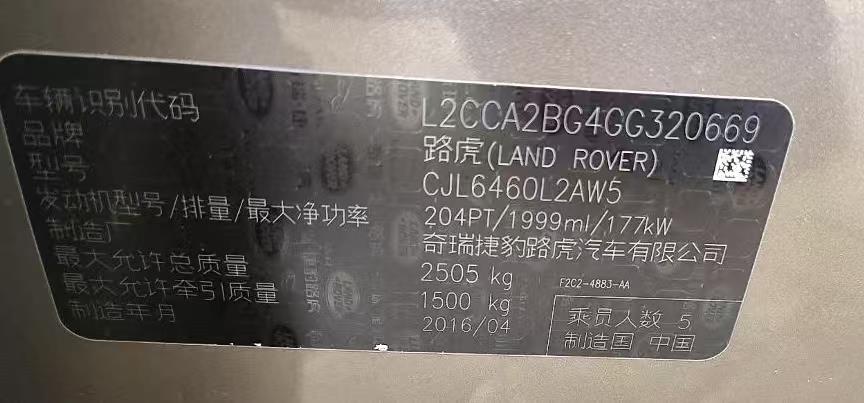 车辆识别代码 L2CCA2BG4GG320669
品牌 路虎(LAND ROVER)
型号 CJL6460L2AW5
发动机型号/排量/最大净功率 204PT/1999ml/177kW
制造厂 奇瑞捷豹路虎汽车有限公司
最大允许总质量 2505 kg
F2C2-4883-AA
最大允许牵引质量 1500 kg
制造年月 2016/04
乘员人数 5
制造国 中国